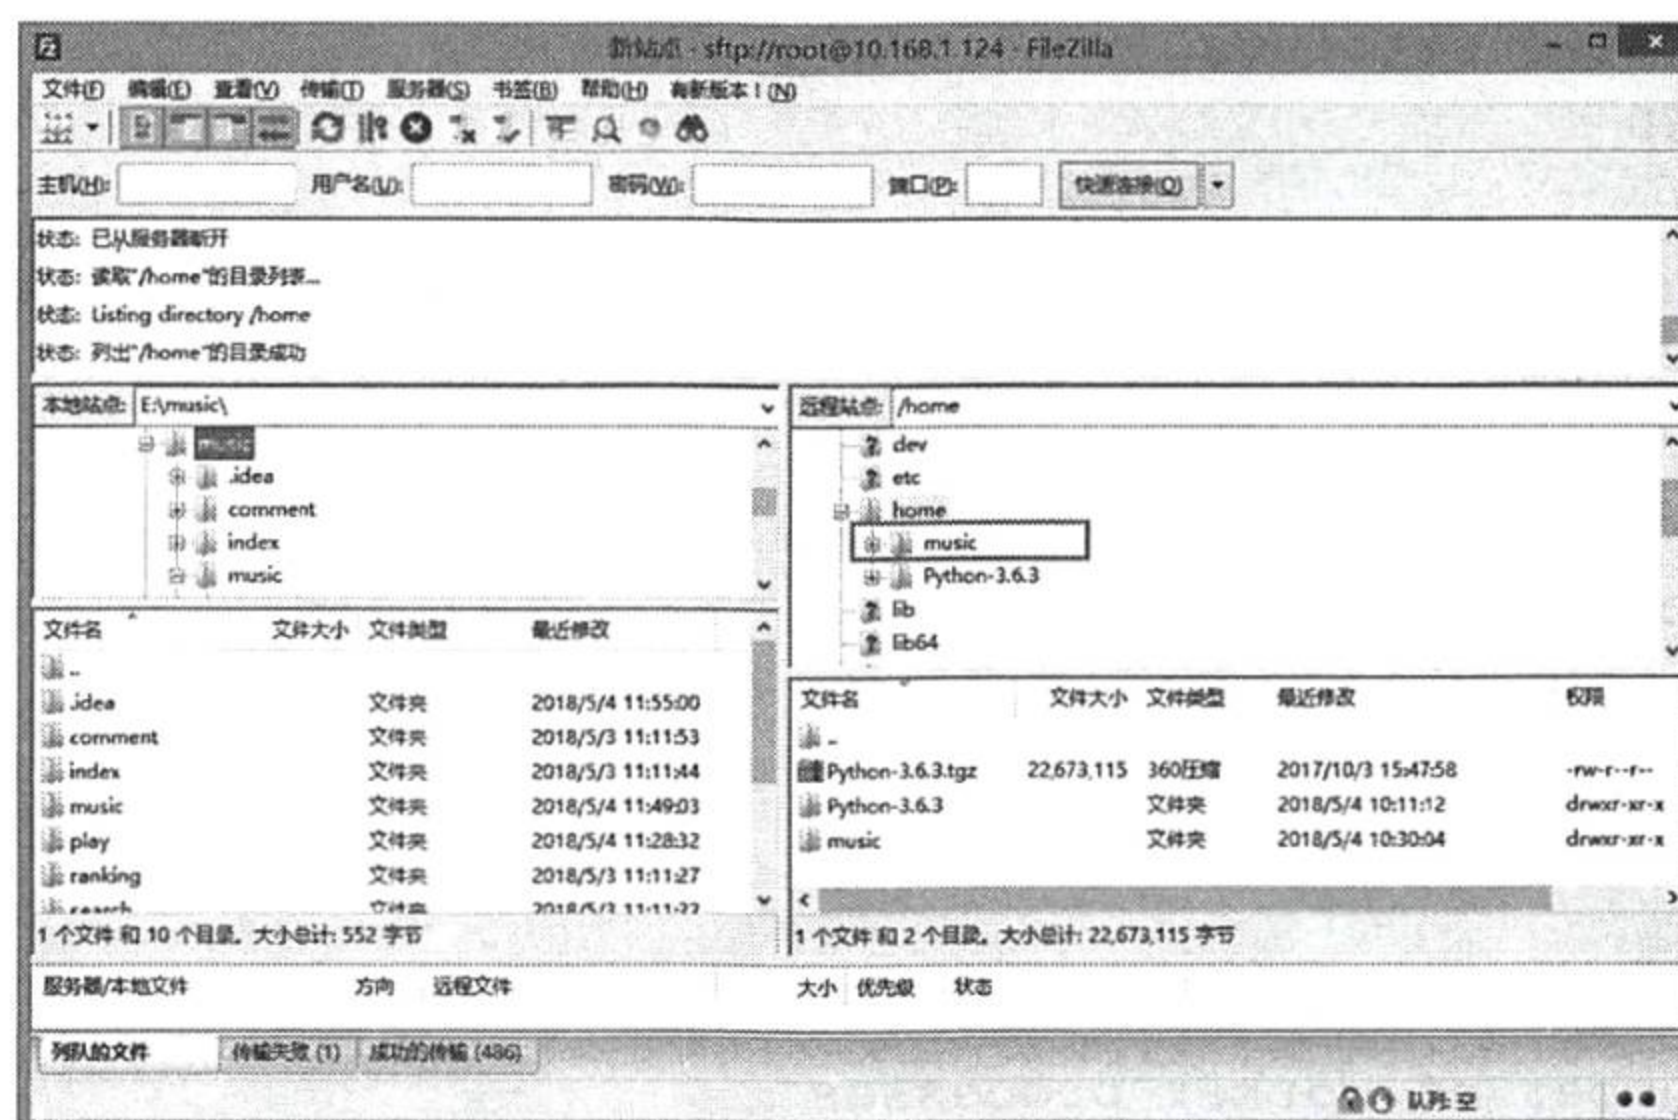 新站点 - sftp://root@10.168.1.124 - FileZilla
文件(F) 编辑(E) 查看(V) 传输(T) 服务器(S) 书签(B) 帮助(H) 有新版本！(N)
主机(H): 用户名(U): 密码(W): 端口(P): 快速连接(Q)
状态: 已从服务器断开
状态: 读取"/home"的目录列表...
状态: Listing directory /home
状态: 列出"/home"的目录成功
本地站点: E:\music\
music
.idea
comment
index
music
文件名 文件大小 文件类型 最近修改
..
.idea 文件夹 2018/5/4 11:55:00
comment 文件夹 2018/5/3 11:11:53
index 文件夹 2018/5/3 11:11:44
music 文件夹 2018/5/4 11:49:03
play 文件夹 2018/5/4 11:28:32
ranking 文件夹 2018/5/3 11:11:27
search 文件夹 2018/5/3 11:11:22
1 个文件 和 10 个目录。大小总计: 552 字节
远程站点: /home
dev
etc
home
music
Python-3.6.3
lib
lib64
文件名 文件大小 文件类型 最近修改 权限
..
Python-3.6.3.tgz 22,673,115 360压缩 2017/10/3 15:47:58 -rw-r--r--
Python-3.6.3 文件夹 2018/5/4 10:11:12 drwxr-xr-x
music 文件夹 2018/5/4 10:30:04 drwxr-xr-x
1 个文件 和 2 个目录。大小总计: 22,673,115 字节
服务器/本地文件 方向 远程文件 大小 优先级 状态
列队的文件 传输失败 (1) 成功的传输 (486)
队列: 空